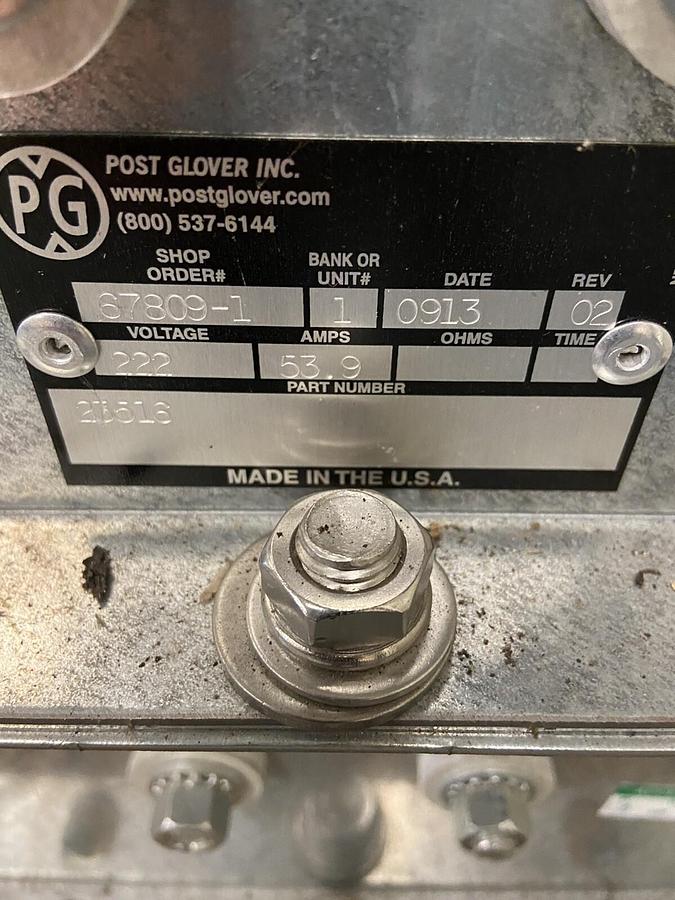 PG
POST GLOVER INC.
www.postglover.com
(800) 537-6144
SHOP ORDER#
BANK OR UNIT#
DATE
REV
67809-1
1
0913
02
VOLTAGE
AMPS
OHMS
TIME
222
53.9
PART NUMBER
MADE IN THE U.S.A.